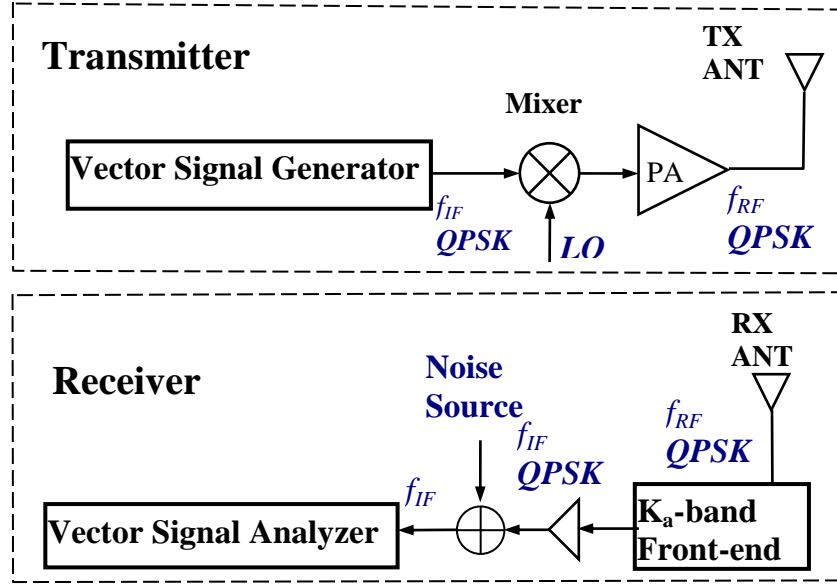 Transmitter
TX
ANT
Mixer
Vector Signal Generator
PA
f_IF
QPSK
LO
f_RF
QPSK
Receiver
Noise
Source
RX
ANT
f_IF
QPSK
f_RF
QPSK
f_IF
Vector Signal Analyzer
K_a-band
Front-end